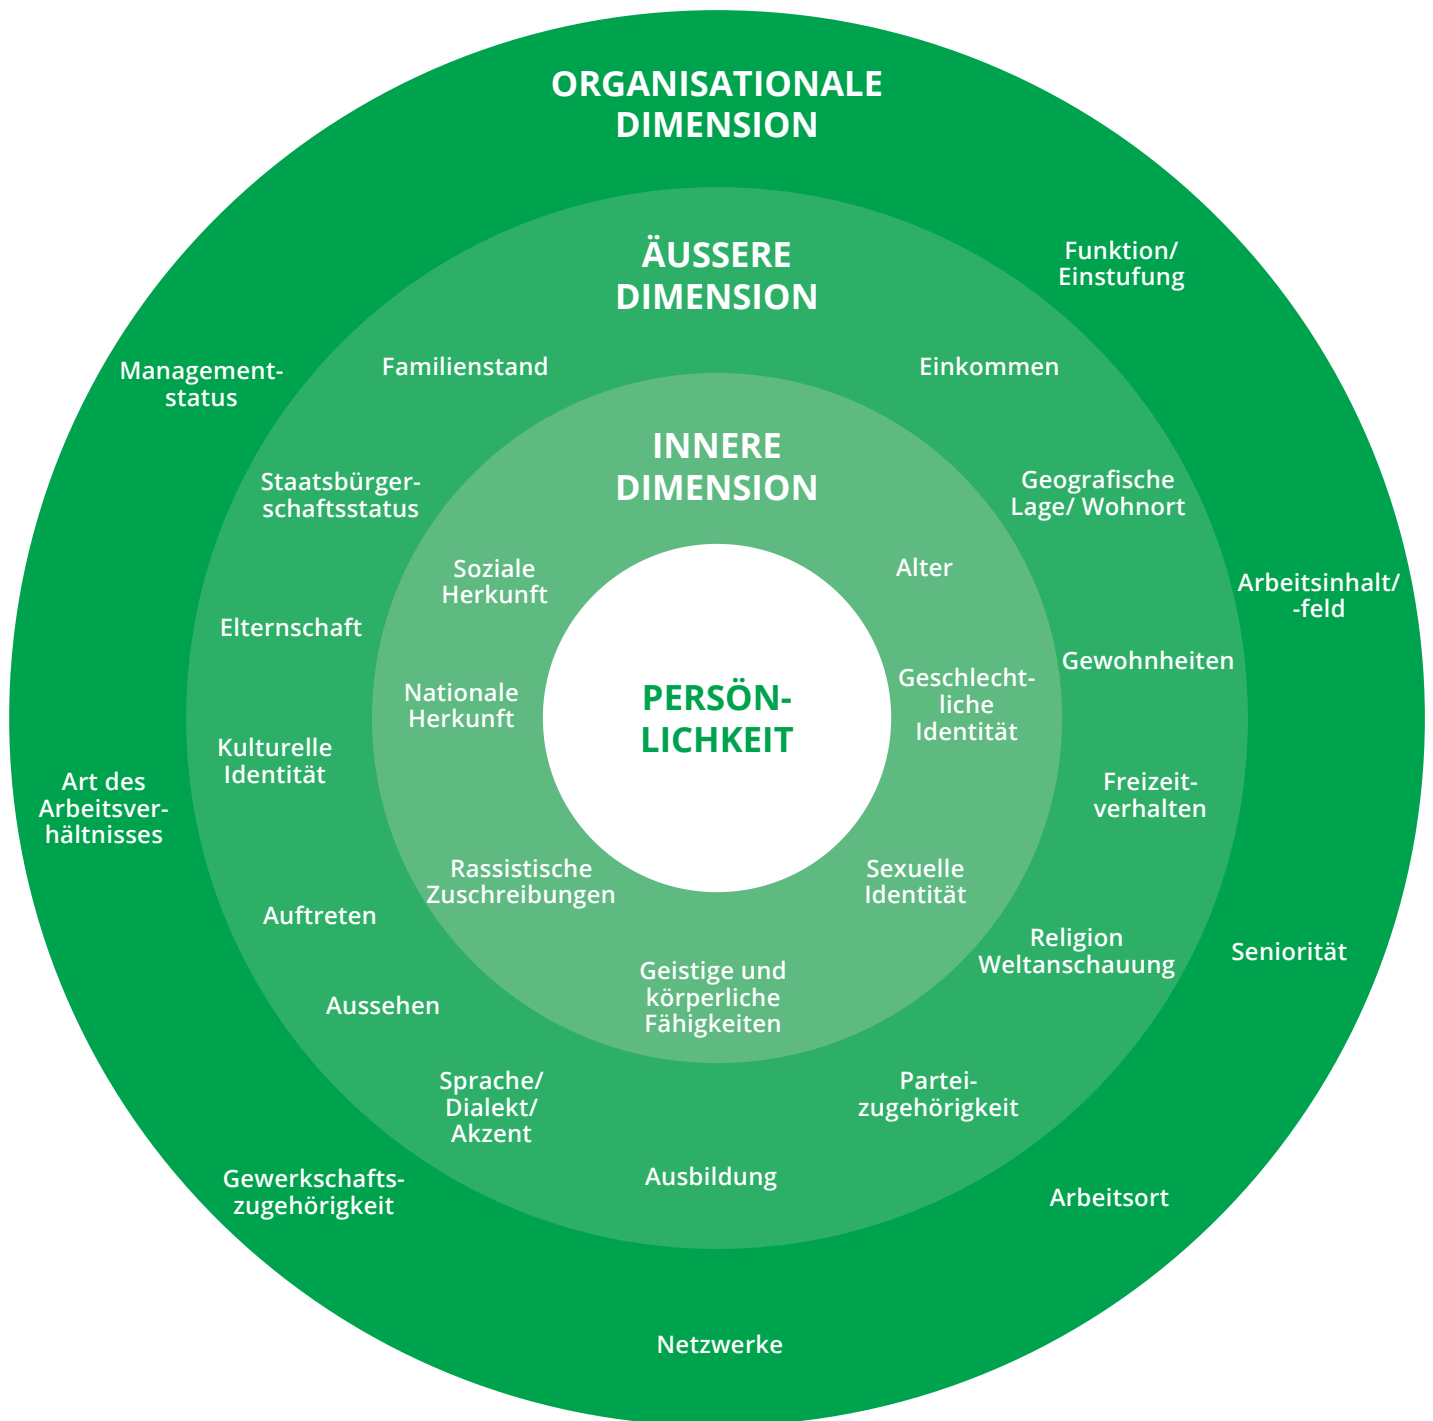 ORGANISATIONALE
DIMENSION
Funktion/
Einstufung
Arbeitsinhalt/
-feld
Seniorität
Arbeitsort
Netzwerke
Gewerkschafts-
zugehörigkeit
Art des
Arbeitsver-
hältnisses
Management-
status
ÄUSSERE
DIMENSION
Einkommen
Geografische
Lage/ Wohnort
Gewohnheiten
Freizeit-
verhalten
Religion
Weltanschauung
Partei-
zugehörigkeit
Ausbildung
Sprache/
Dialekt/
Akzent
Aussehen
Auftreten
Kulturelle
Identität
Elternschaft
Staatsbürger-
schaftsstatus
Familienstand
INNERE
DIMENSION
Alter
Geschlecht-
liche
Identität
Sexuelle
Identität
Geistige und
körperliche
Fähigkeiten
Rassistische
Zuschreibungen
Nationale
Herkunft
Soziale
Herkunft
PERSÖN-
LICHKEIT